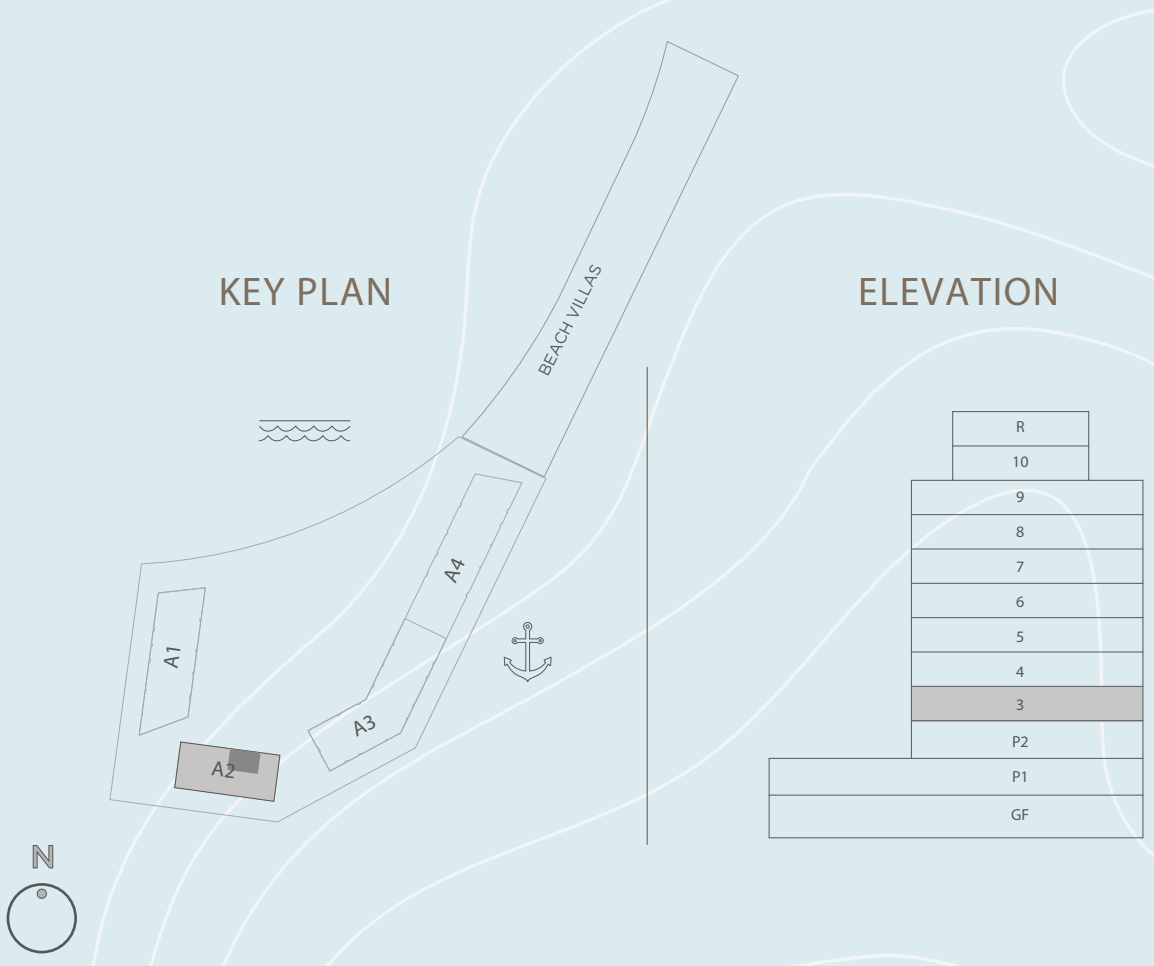 KEY PLAN
ELEVATION
BEACH VILLAS
A4
A1
A3
A2
N
R
10
9
8
7
6
5
4
3
P2
P1
GF